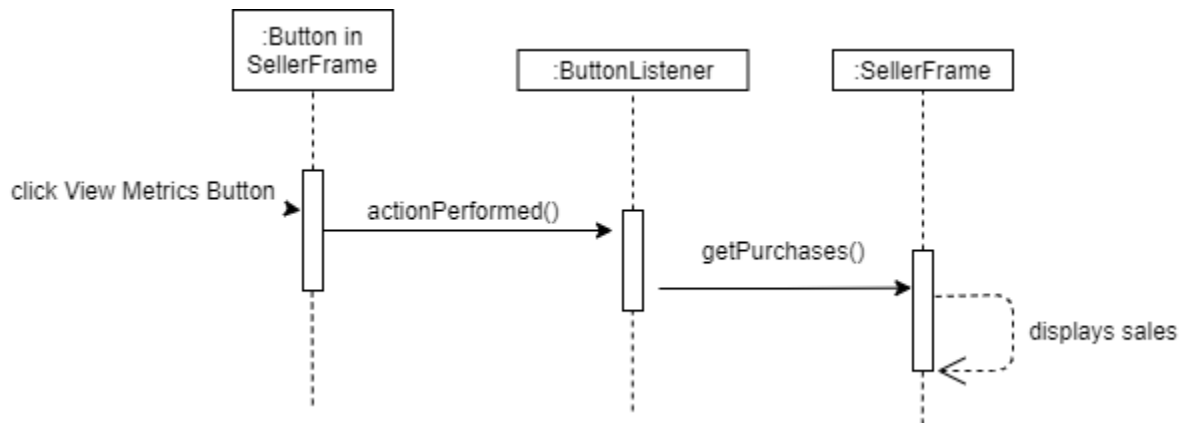 :Button in
SellerFrame
:ButtonListener
:SellerFrame
click View Metrics Button
actionPerformed()
getPurchases()
displays sales